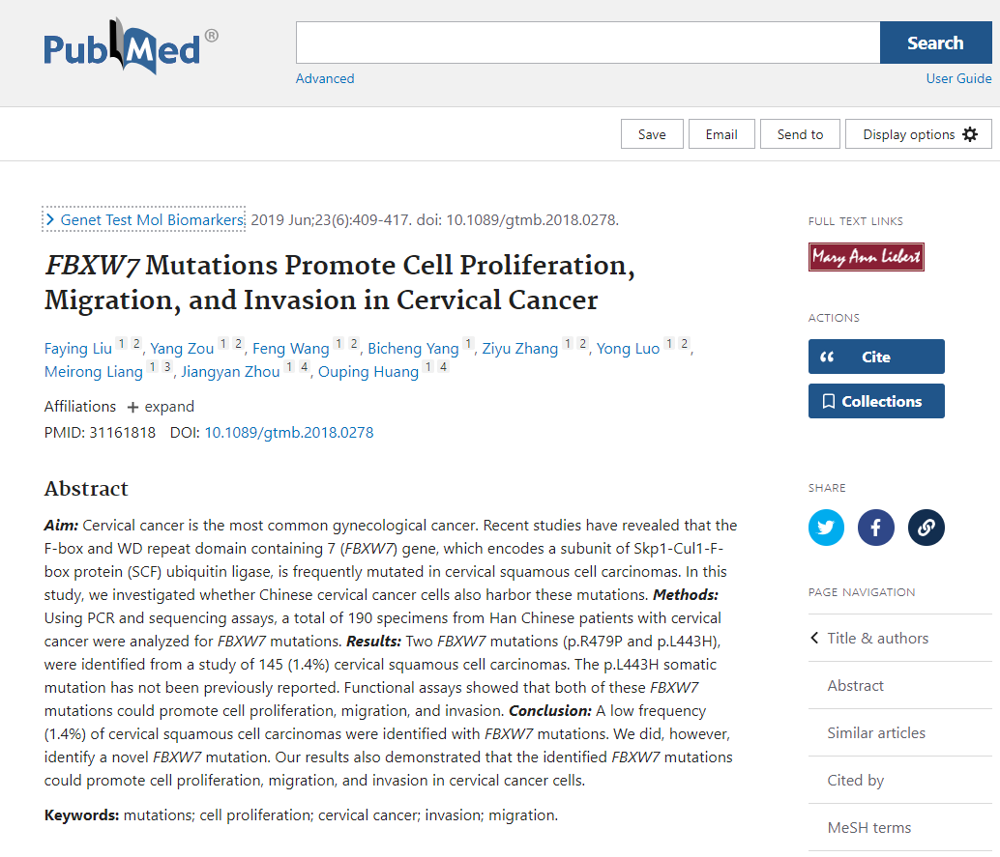 PubMed®
Search
Advanced
User Guide
Save
Email
Send to
Display options
Genet Test Mol Biomarkers 2019 Jun;23(6):409-417. doi: 10.1089/gtmb.2018.0278.
FBXW7 Mutations Promote Cell Proliferation,
Migration, and Invasion in Cervical Cancer
Faying Liu 1 2, Yang Zou 1 2, Feng Wang 1 2, Bicheng Yang 1, Ziyu Zhang 1 2, Yong Luo 1 2,
Meirong Liang 1 3, Jiangyan Zhou 1 4, Ouping Huang 1 4
Affiliations + expand
PMID: 31161818 DOI: 10.1089/gtmb.2018.0278
Abstract
Aim: Cervical cancer is the most common gynecological cancer. Recent studies have revealed that the
F-box and WD repeat domain containing 7 (FBXW7) gene, which encodes a subunit of Skp1-Cul1-F-
box protein (SCF) ubiquitin ligase, is frequently mutated in cervical squamous cell carcinomas. In this
study, we investigated whether Chinese cervical cancer cells also harbor these mutations. Methods:
Using PCR and sequencing assays, a total of 190 specimens from Han Chinese patients with cervical
cancer were analyzed for FBXW7 mutations. Results: Two FBXW7 mutations (p.R479P and p.L443H),
were identified from a study of 145 (1.4%) cervical squamous cell carcinomas. The p.L443H somatic
mutation has not been previously reported. Functional assays showed that both of these FBXW7
mutations could promote cell proliferation, migration, and invasion. Conclusion: A low frequency
(1.4%) of cervical squamous cell carcinomas were identified with FBXW7 mutations. We did, however,
identify a novel FBXW7 mutation. Our results also demonstrated that the identified FBXW7 mutations
could promote cell proliferation, migration, and invasion in cervical cancer cells.
Keywords: mutations; cell proliferation; cervical cancer; invasion; migration.
FULL TEXT LINKS
Mary Ann Liebert
ACTIONS
Cite
Collections
SHARE
PAGE NAVIGATION
Title & authors
Abstract
Similar articles
Cited by
MeSH terms